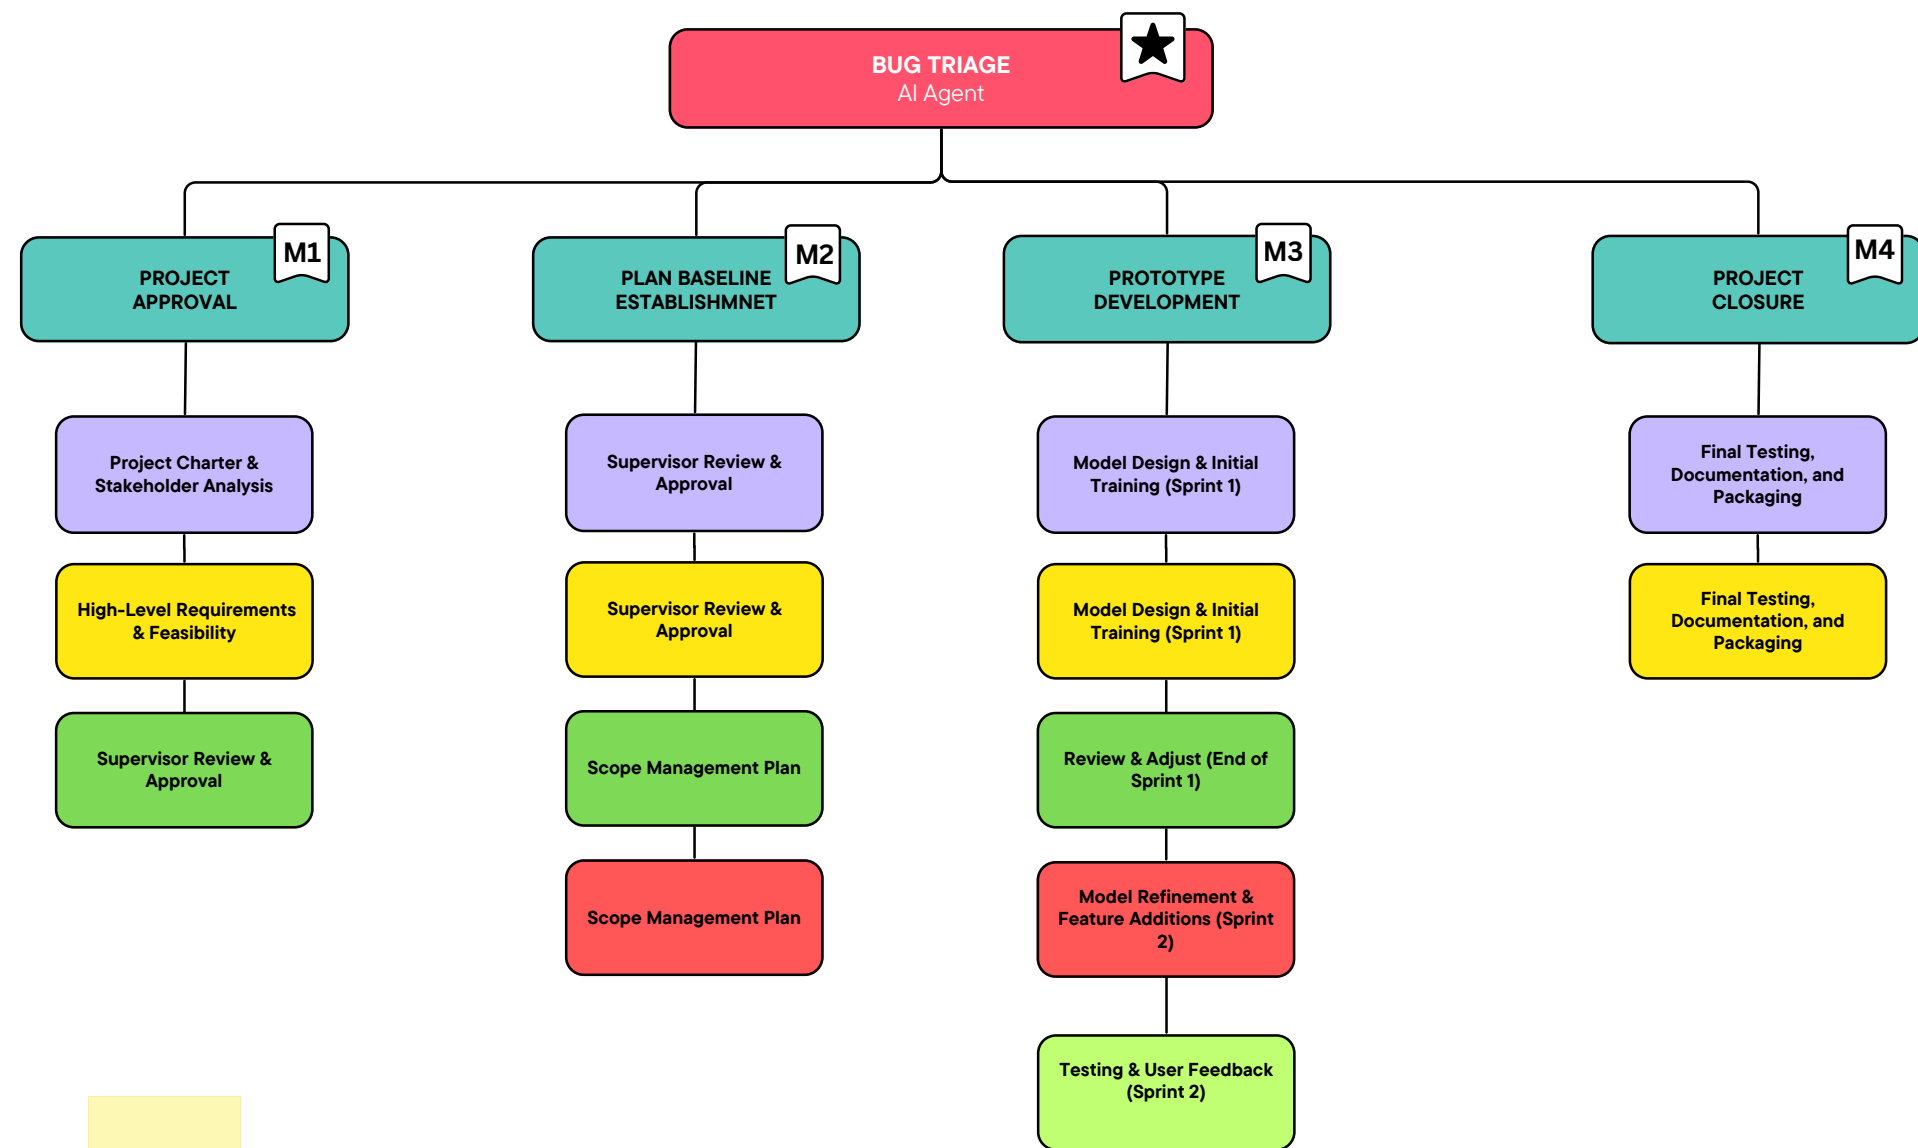 BUG TRIAGE
AI Agent
M1
PROJECT
APPROVAL
M2
PLAN BASELINE
ESTABLISHMNET
M3
PROTOTYPE
DEVELOPMENT
M4
PROJECT
CLOSURE
Project Charter &
Stakeholder Analysis
High-Level Requirements
& Feasibility
Supervisor Review &
Approval
Supervisor Review &
Approval
Supervisor Review &
Approval
Scope Management Plan
Scope Management Plan
Model Design & Initial
Training (Sprint 1)
Model Design & Initial
Training (Sprint 1)
Review & Adjust (End of
Sprint 1)
Model Refinement &
Feature Additions (Sprint
2)
Testing & User Feedback
(Sprint 2)
Final Testing,
Documentation, and
Packaging
Final Testing,
Documentation, and
Packaging